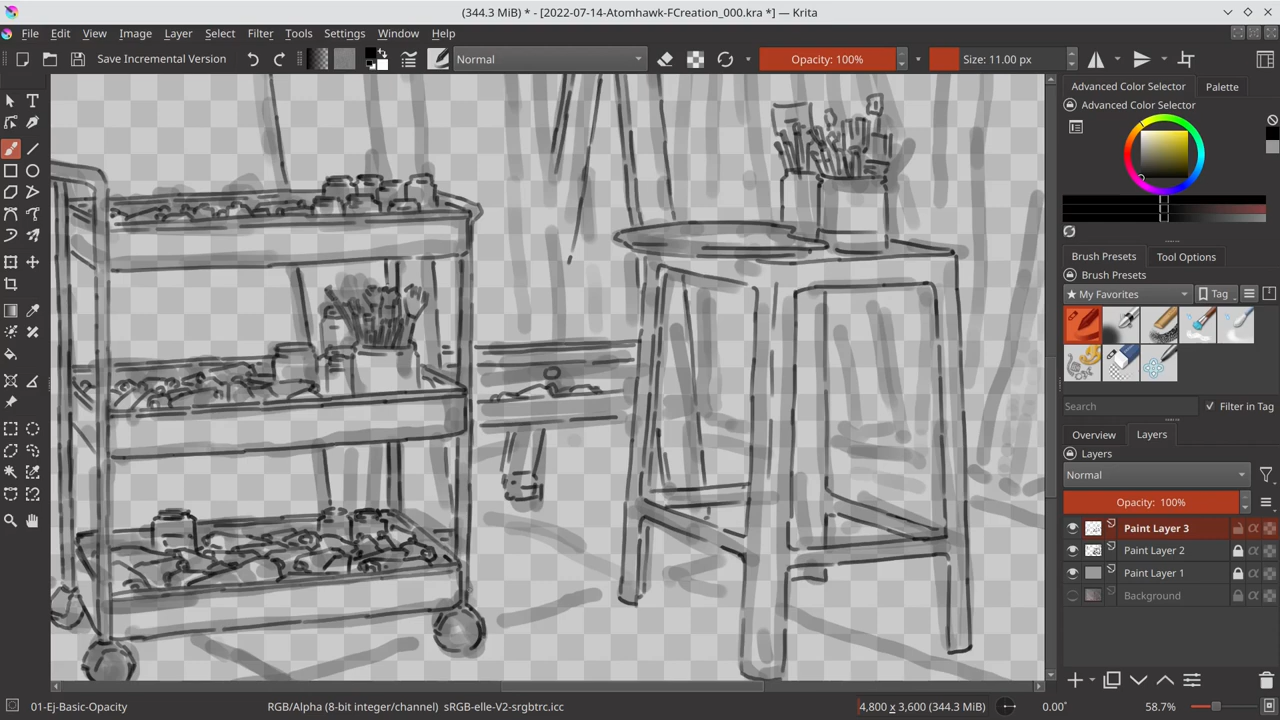 (344.3 MiB) * - [2022-07-14-Atomhawk-FCreation_000.kra *] — Krita
File Edit View Image Layer Select Filter Tools Settings Window Help
Save Incremental Version
Normal
Opacity: 100%
Size: 11.00 px
Advanced Color Selector
Palette
Advanced Color Selector
Brush Presets
Tool Options
Brush Presets
★ My Favorites
Tag
Search
Filter in Tag
Overview
Layers
Layers
Normal
Opacity: 100%
Paint Layer 3
Paint Layer 2
Paint Layer 1
Background
01-Ej-Basic-Opacity
RGB/Alpha (8-bit integer/channel) sRGB-elle-V2-srgbtrc.icc
4,800 x 3,600 (344.3 MiB)
0.00°
58.7%